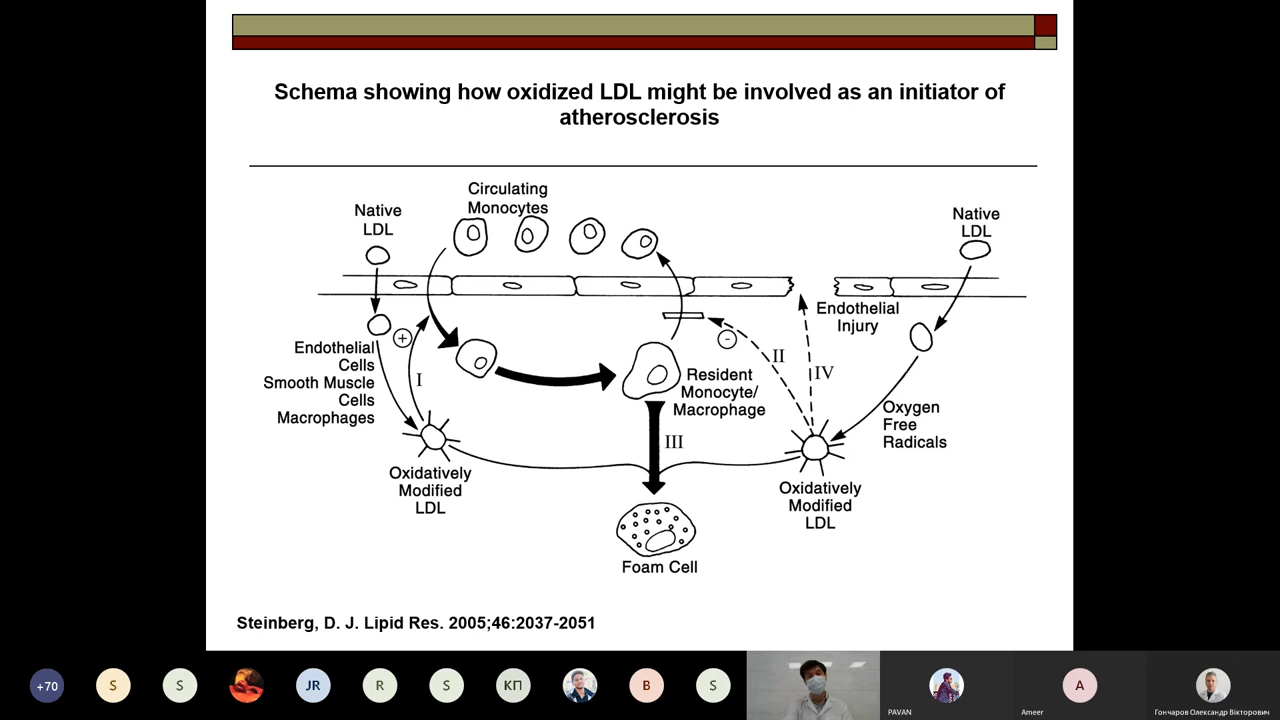 Schema showing how oxidized LDL might be involved as an initiator of
atherosclerosis
Circulating
Monocytes
Native
LDL
Native
LDL
Endothelial
Injury
+
-
Endothelial
Cells
Smooth Muscle
Cells
Macrophages
I
II
IV
Resident
Monocyte/
Macrophage
Oxygen
Free
Radicals
III
Oxidatively
Modified
LDL
Oxidatively
Modified
LDL
Foam Cell
Steinberg, D. J. Lipid Res. 2005;46:2037-2051
+70
S
S
JR
R
S
КП
B
S
A
PAVAN
Ameer
Гончаров Олександр Вікторович